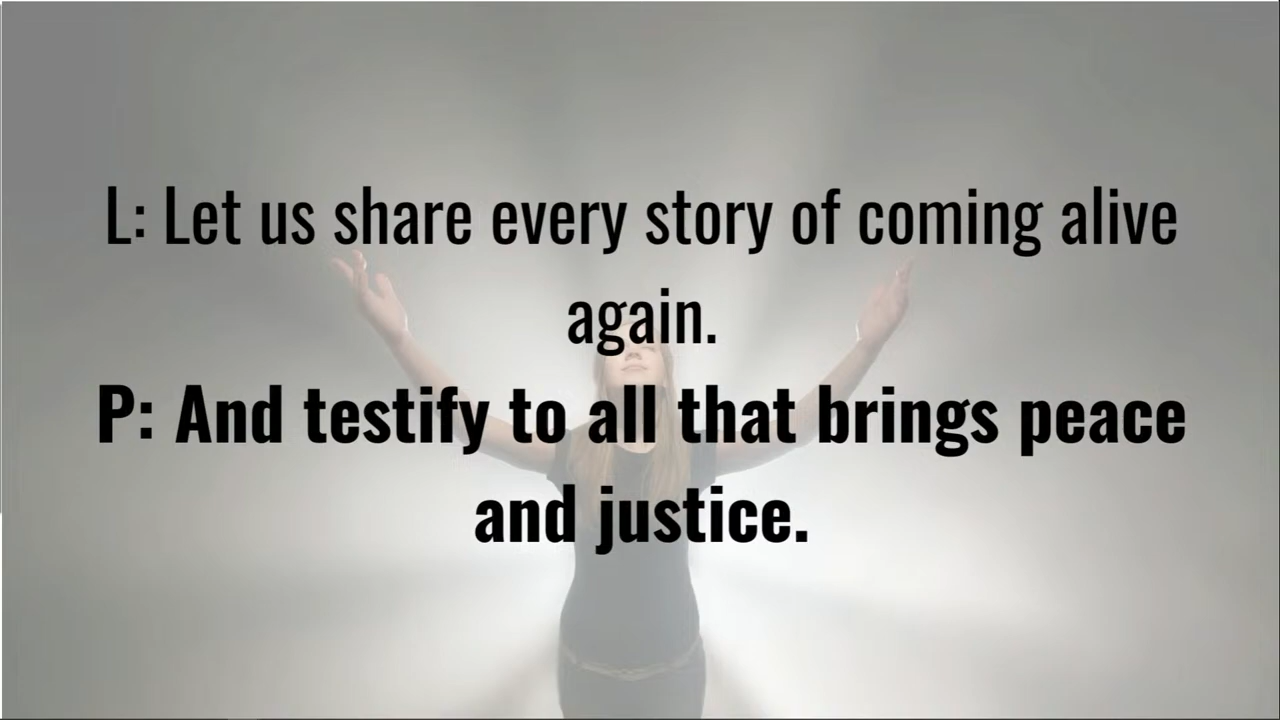 L: Let us share every story of coming alive
again.
P: And testify to all that brings peace
and justice.